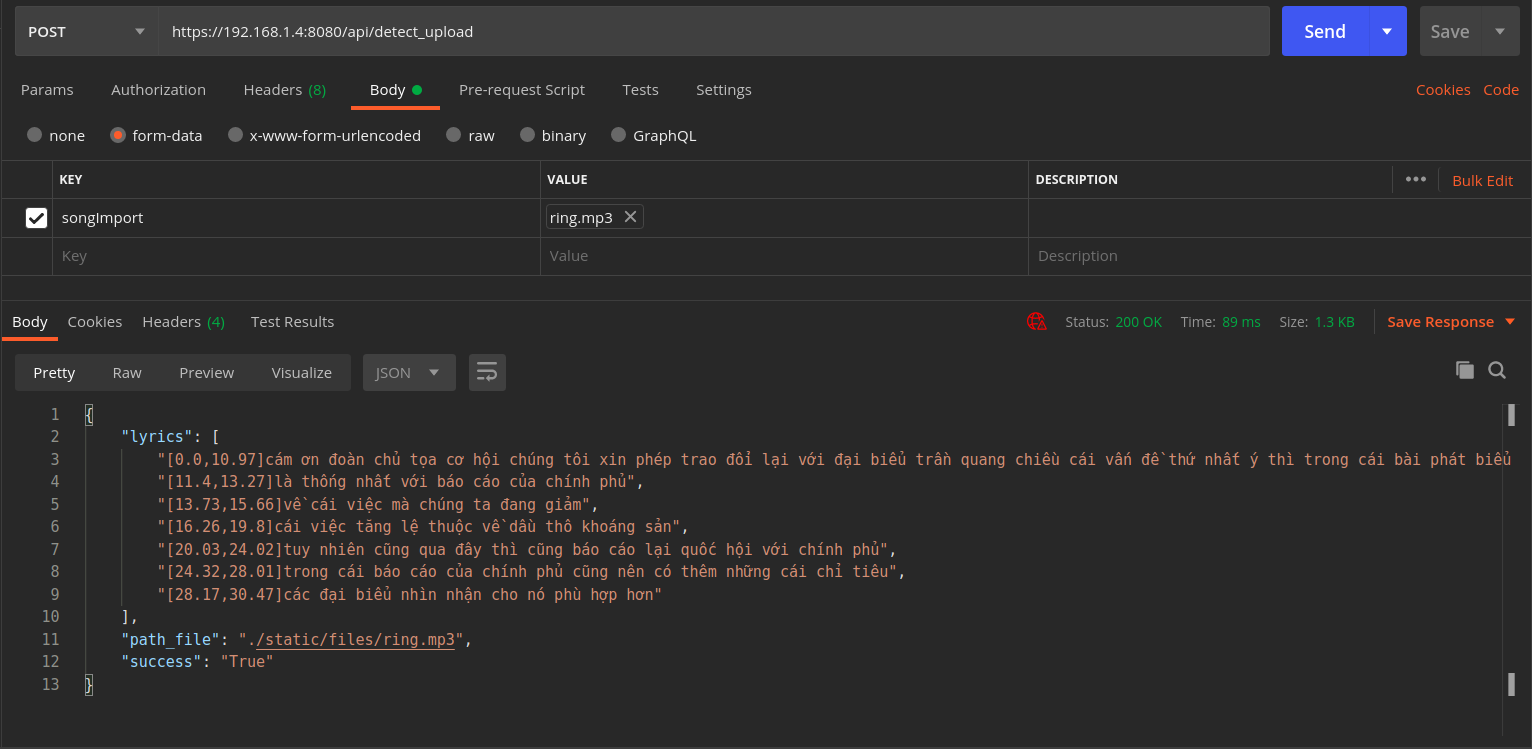 POST https://192.168.1.4:8080/api/detect_upload Send Save
Params Authorization Headers (8) Body Pre-request Script Tests Settings Cookies Code
none form-data x-www-form-urlencoded raw binary GraphQL
KEY VALUE DESCRIPTION ••• Bulk Edit
songImport ring.mp3
Key Value Description
Body Cookies Headers (4) Test Results Status: 200 OK Time: 89 ms Size: 1.3 KB Save Response
Pretty Raw Preview Visualize JSON
1 {
2 "lyrics": [
3 "[0.0,10.97]cám ơn đoàn chủ tọa cơ hội chúng tôi xin phép trao đổi lại với đại biểu trần quang chiều cái vấn đề thứ nhất ý thì trong cái bài phát biểu
4 "[11.4,13.27]là thống nhất với báo cáo của chính phủ",
5 "[13.73,15.66]về cái việc mà chúng ta đang giảm",
6 "[16.26,19.8]cái việc tăng lệ thuộc về dầu thô khoáng sản",
7 "[20.03,24.02]tuy nhiên cũng qua đây thì cũng báo cáo lại quốc hội với chính phủ",
8 "[24.32,28.01]trong cái báo cáo của chính phủ cũng nên có thêm những cái chỉ tiêu",
9 "[28.17,30.47]các đại biểu nhìn nhận cho nó phù hợp hơn"
10 ],
11 "path_file": "./static/files/ring.mp3",
12 "success": "True"
13 }